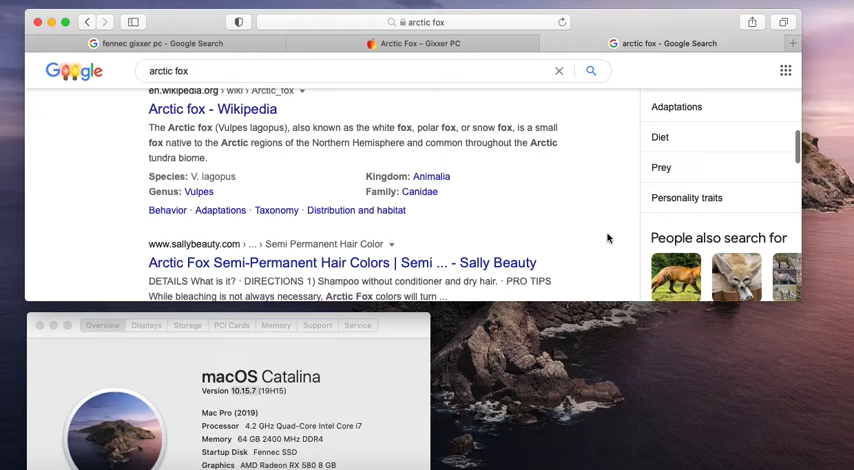 arctic fox
fennec gixxer pc - Google Search
Arctic Fox – Gixxer PC
arctic fox - Google Search
Google
arctic fox
en.wikipedia.org › wiki › Arctic_fox
Arctic fox - Wikipedia
The Arctic fox (Vulpes lagopus), also known as the white fox, polar fox, or snow fox, is a small
fox native to the Arctic regions of the Northern Hemisphere and common throughout the Arctic
tundra biome.
Species: V. lagopus Kingdom: Animalia
Genus: Vulpes Family: Canidae
Behavior · Adaptations · Taxonomy · Distribution and habitat
www.sallybeauty.com › ... › Semi Permanent Hair Color
Arctic Fox Semi-Permanent Hair Colors | Semi ... - Sally Beauty
DETAILS What is it? · DIRECTIONS 1) Shampoo without conditioner and dry hair. · PRO TIPS
While bleaching is not always necessary, Arctic Fox colors will turn ...
Adaptations
Diet
Prey
Personality traits
People also search for
Overview Displays Storage PCI Cards Memory Support Service
macOS Catalina
Version 10.15.7 (19H15)
Mac Pro (2019)
Processor 4.2 GHz Quad-Core Intel Core i7
Memory 64 GB 2400 MHz DDR4
Startup Disk Fennec SSD
Graphics AMD Radeon RX 580 8 GB